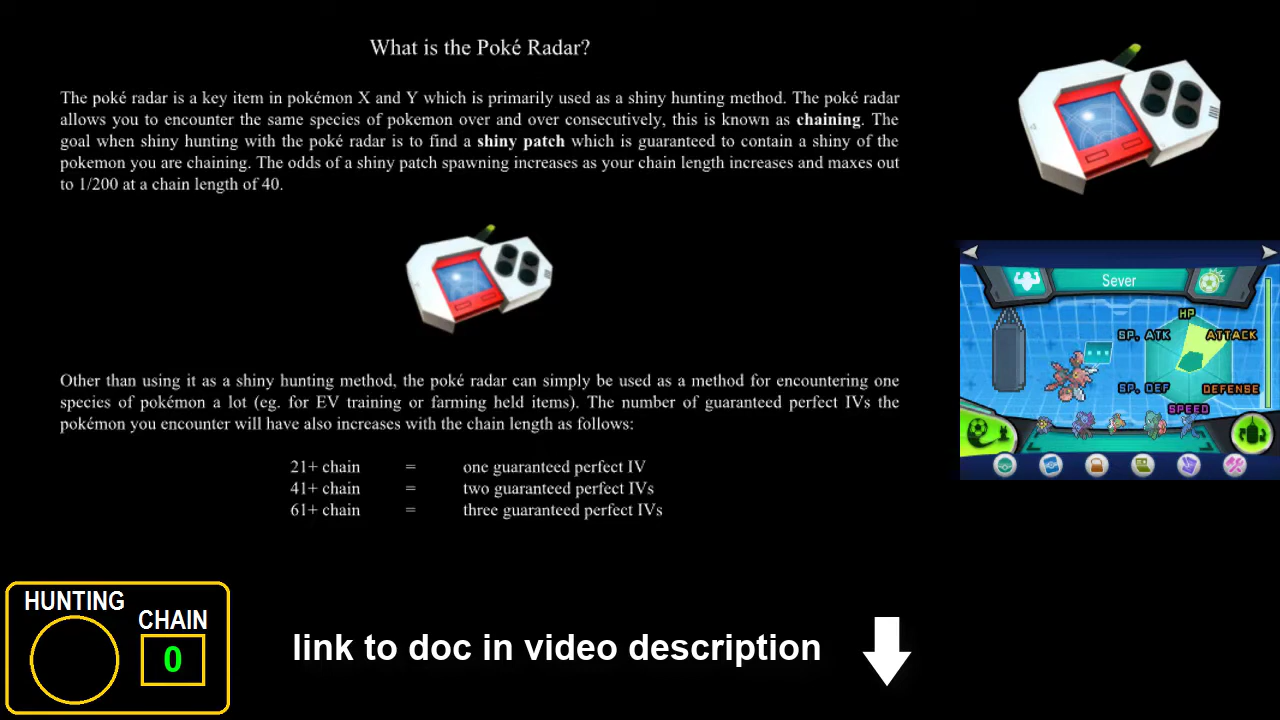 What is the Poké Radar?
The poké radar is a key item in pokémon X and Y which is primarily used as a shiny hunting method. The poké radar
allows you to encounter the same species of pokemon over and over consecutively, this is known as chaining. The
goal when shiny hunting with the poké radar is to find a shiny patch which is guaranteed to contain a shiny of the
pokemon you are chaining. The odds of a shiny patch spawning increases as your chain length increases and maxes out
to 1/200 at a chain length of 40.
Other than using it as a shiny hunting method, the poké radar can simply be used as a method for encountering one
species of pokémon a lot (eg. for EV training or farming held items). The number of guaranteed perfect IVs the
pokémon you encounter will have also increases with the chain length as follows:
21+ chain = one guaranteed perfect IV
41+ chain = two guaranteed perfect IVs
61+ chain = three guaranteed perfect IVs
Sever
HP
SP. ATK ATTACK
SP. DEF DEFENSE
SPEED
HUNTING
CHAIN
0
link to doc in video description